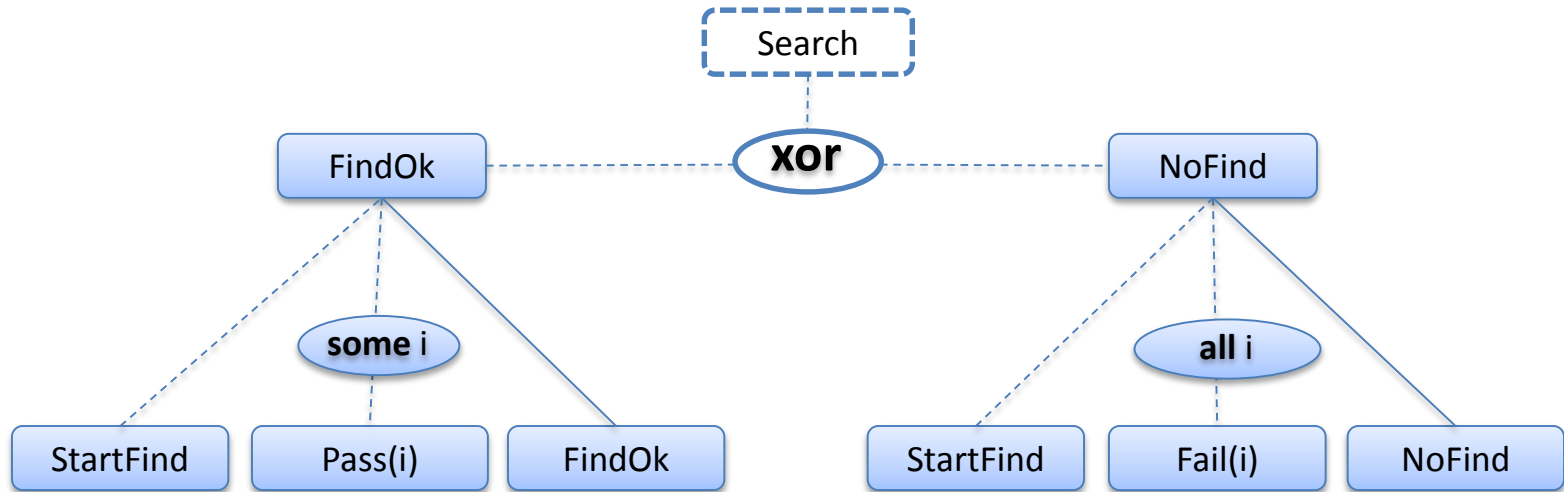 Search
FindOk
xor
NoFind
some i
all i
StartFind
Pass(i)
FindOk
StartFind
Fail(i)
NoFind